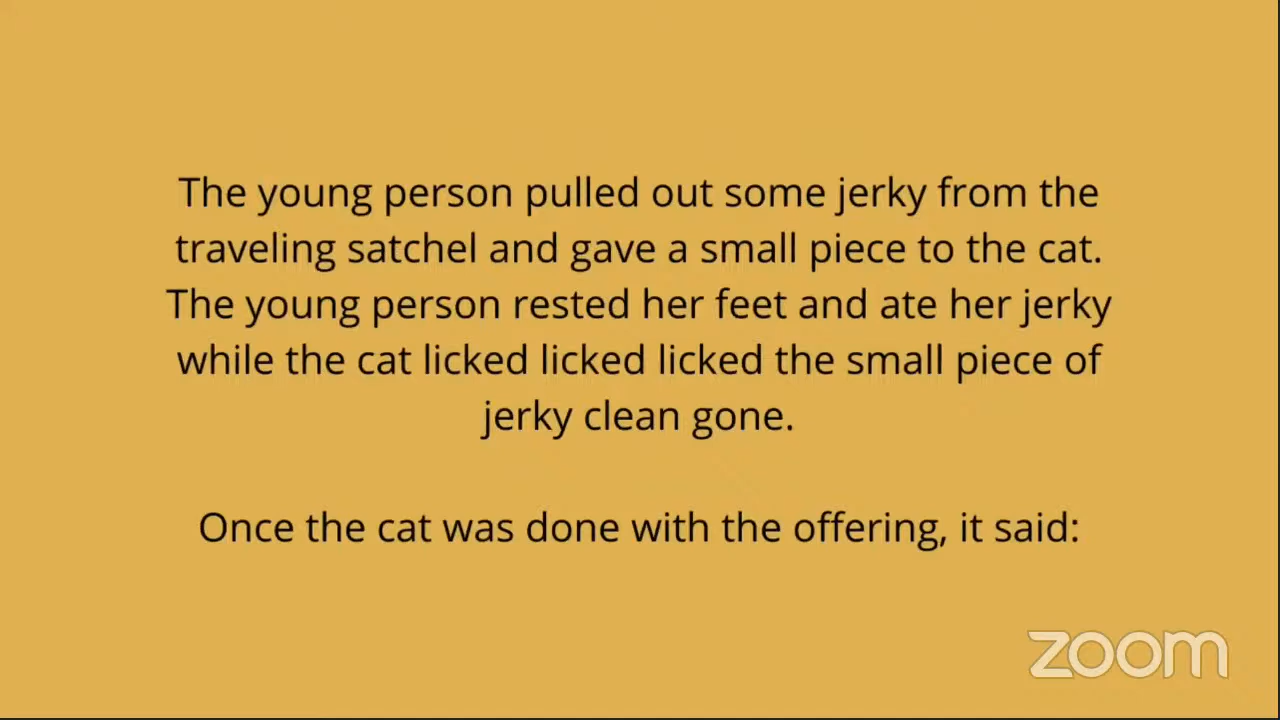 The young person pulled out some jerky from the
traveling satchel and gave a small piece to the cat.
The young person rested her feet and ate her jerky
while the cat licked licked licked the small piece of
jerky clean gone.
Once the cat was done with the offering, it said:
zoom